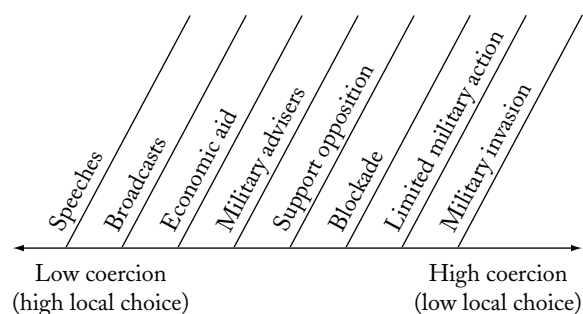 Speeches
Broadcasts
Economic aid
Military advisers
Support opposition
Blockade
Limited military action
Military invasion
Low coercion
(high local choice)
High coercion
(low local choice)